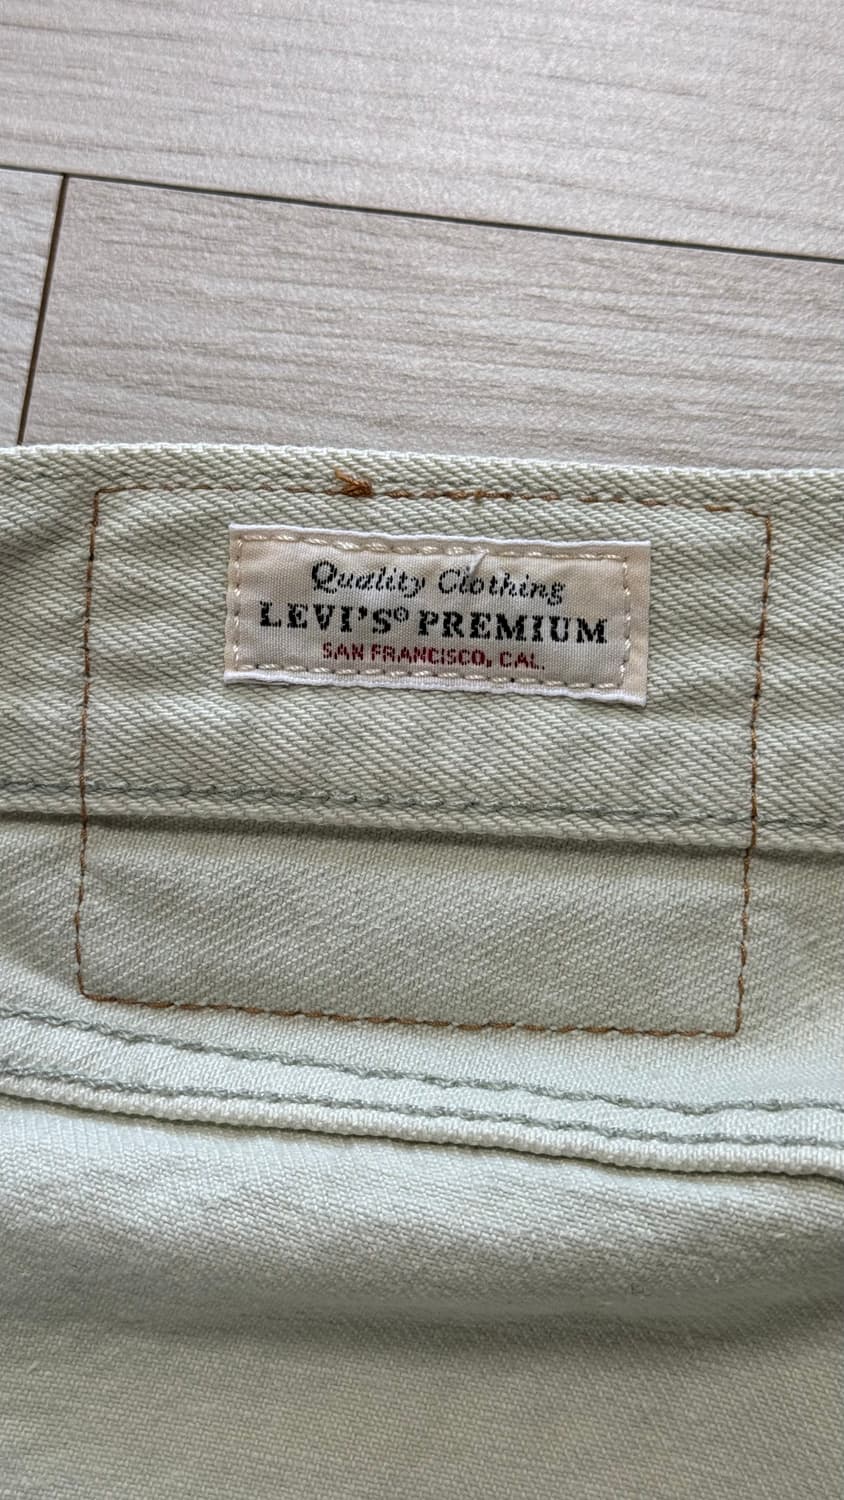 Quality Clothing
LEVI'S® PREMIUM
SAN FRANCISCO, CAL.